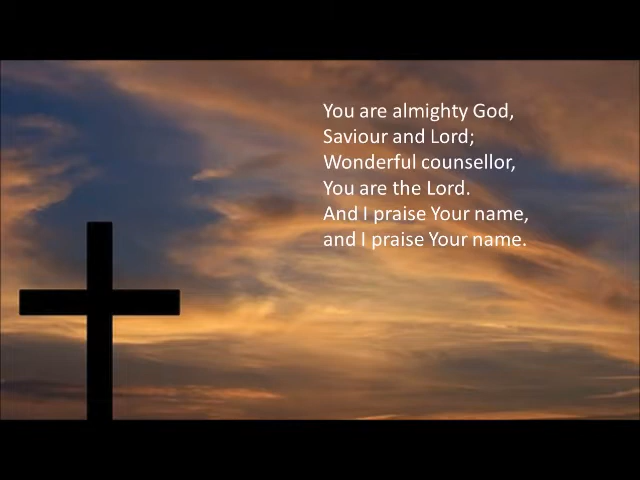 You are almighty God,
Saviour and Lord;
Wonderful counsellor,
You are the Lord.
And I praise Your name,
and I praise Your name.